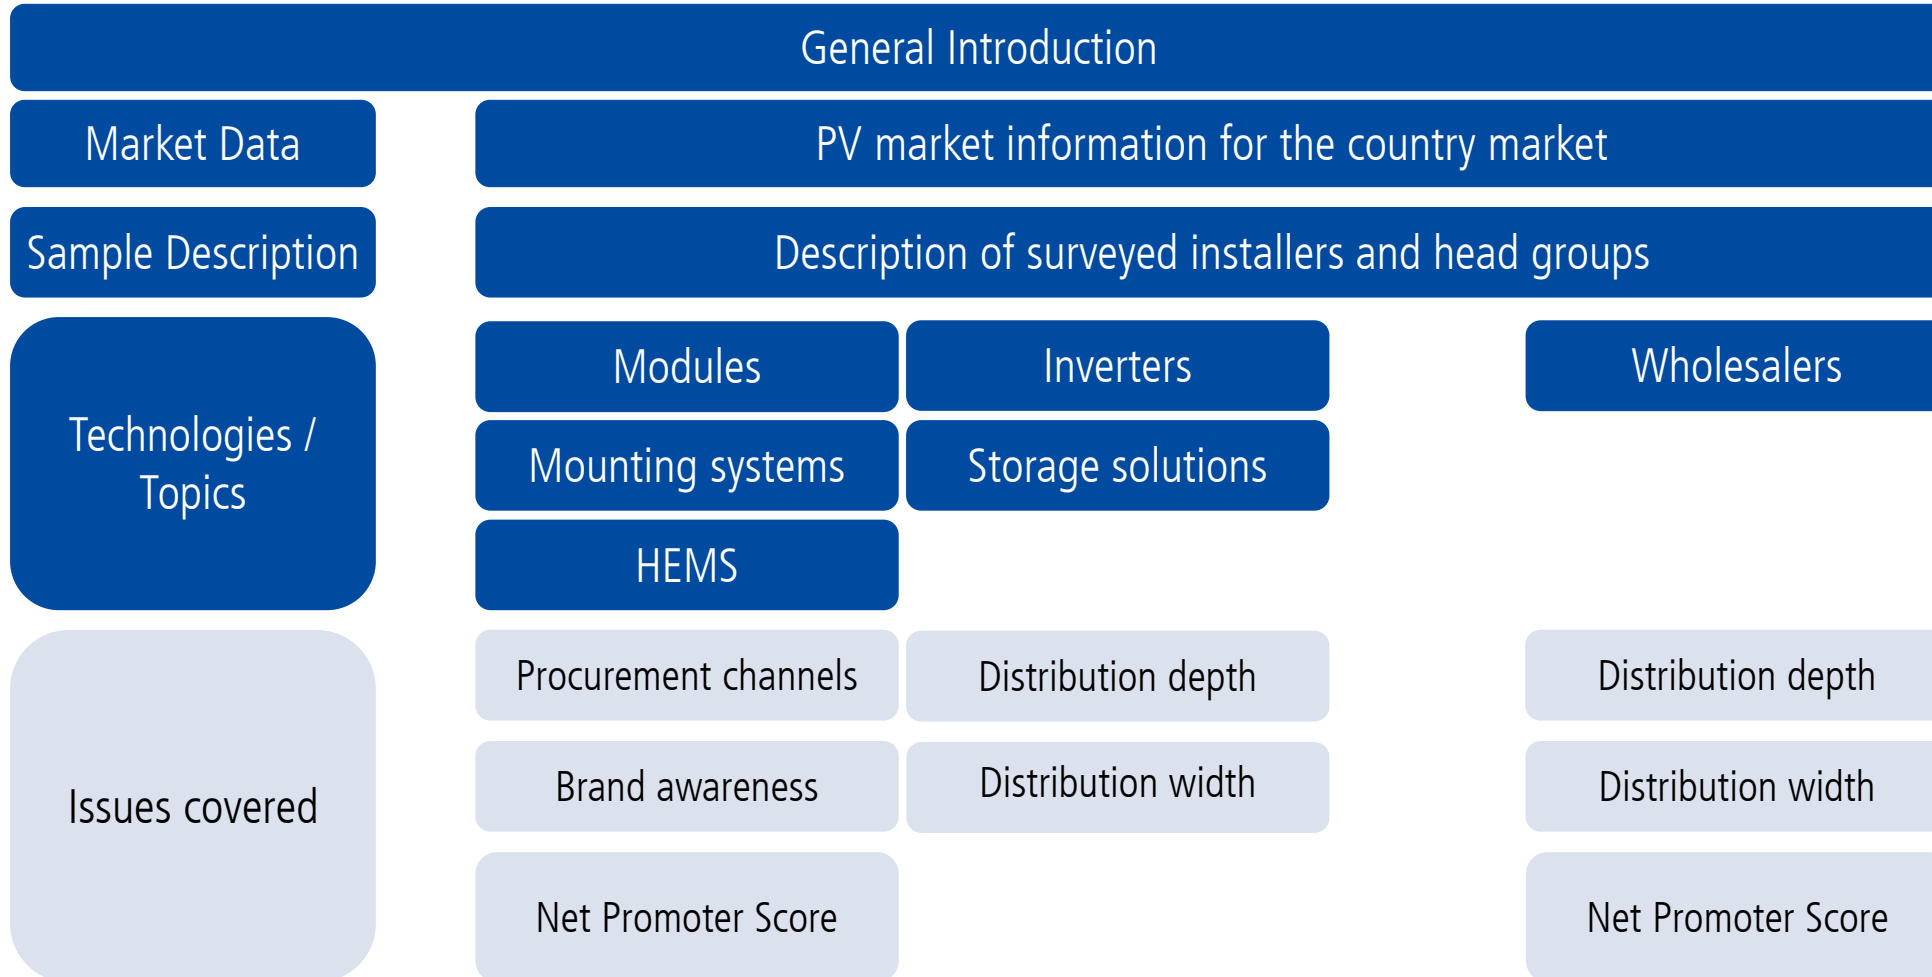 General Introduction
Market Data
PV market information for the country market
Sample Description
Description of surveyed installers and head groups
Technologies /
Topics
Modules
Inverters
Wholesalers
Mounting systems
Storage solutions
HEMS
Issues covered
Procurement channels
Distribution depth
Distribution depth
Brand awareness
Distribution width
Distribution width
Net Promoter Score
Net Promoter Score